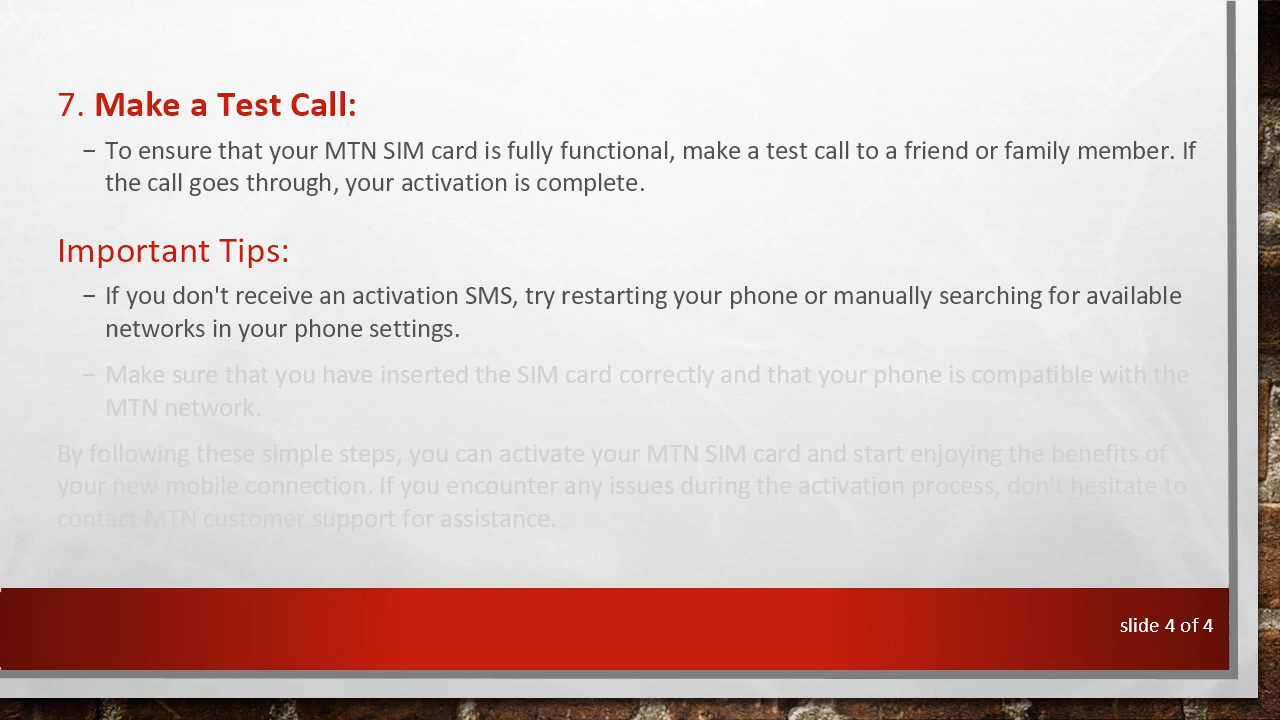 7. Make a Test Call:
– To ensure that your MTN SIM card is fully functional, make a test call to a friend or family member. If
the call goes through, your activation is complete.
Important Tips:
– If you don't receive an activation SMS, try restarting your phone or manually searching for available
networks in your phone settings.
– Make sure that you have inserted the SIM card correctly and that your phone is compatible with the
MTN network.
By following these simple steps, you can activate your MTN SIM card and start enjoying the benefits of
your new mobile connection. If you encounter any issues during the activation process, don't hesitate to
contact MTN customer support for assistance.
slide 4 of 4